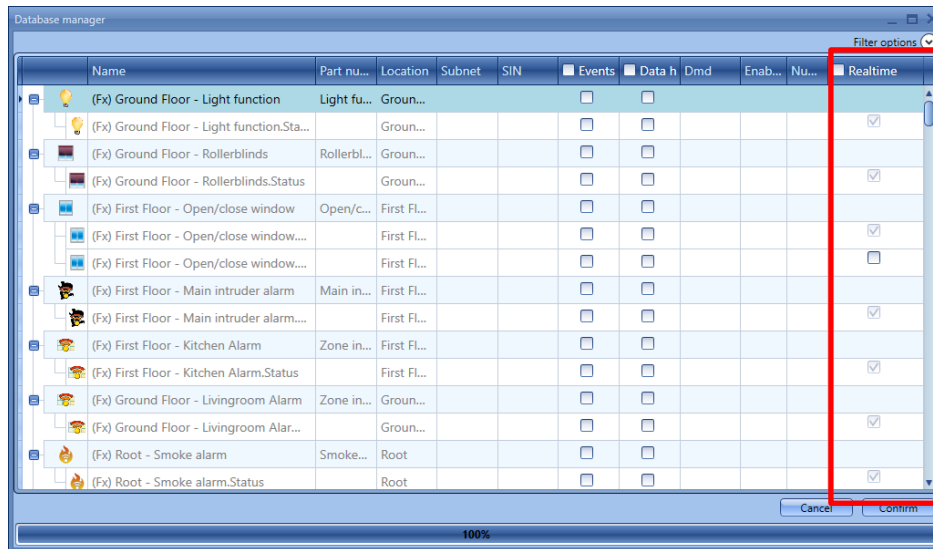 Database manager
Filter options
Name Part nu... Location Subnet SIN Events Data h Dmd Enab... Nu... Realtime
(Fx) Ground Floor - Light function Light fu... Groun...
(Fx) Ground Floor - Light function.Sta... Groun...
(Fx) Ground Floor - Rollerblinds Rollerbl... Groun...
(Fx) Ground Floor - Rollerblinds.Status Groun...
(Fx) First Floor - Open/close window Open/c... First Fl...
(Fx) First Floor - Open/close window.... First Fl...
(Fx) First Floor - Open/close window.... First Fl...
(Fx) First Floor - Main intruder alarm Main in... First Fl...
(Fx) First Floor - Main intruder alarm.... First Fl...
(Fx) First Floor - Kitchen Alarm Zone in... First Fl...
(Fx) First Floor - Kitchen Alarm.Status First Fl...
(Fx) Ground Floor - Livingroom Alarm Zone in... Groun...
(Fx) Ground Floor - Livingroom Alar... Groun...
(Fx) Root - Smoke alarm Smoke... Root
(Fx) Root - Smoke alarm.Status Root
Cancel Confirm
100%